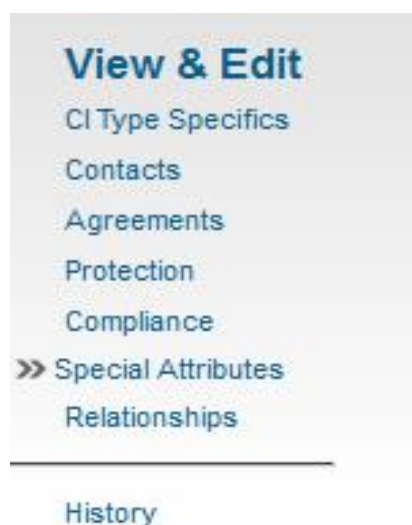 View & Edit
CI Type Specifics
Contacts
Agreements
Protection
Compliance
» Special Attributes
Relationships
History